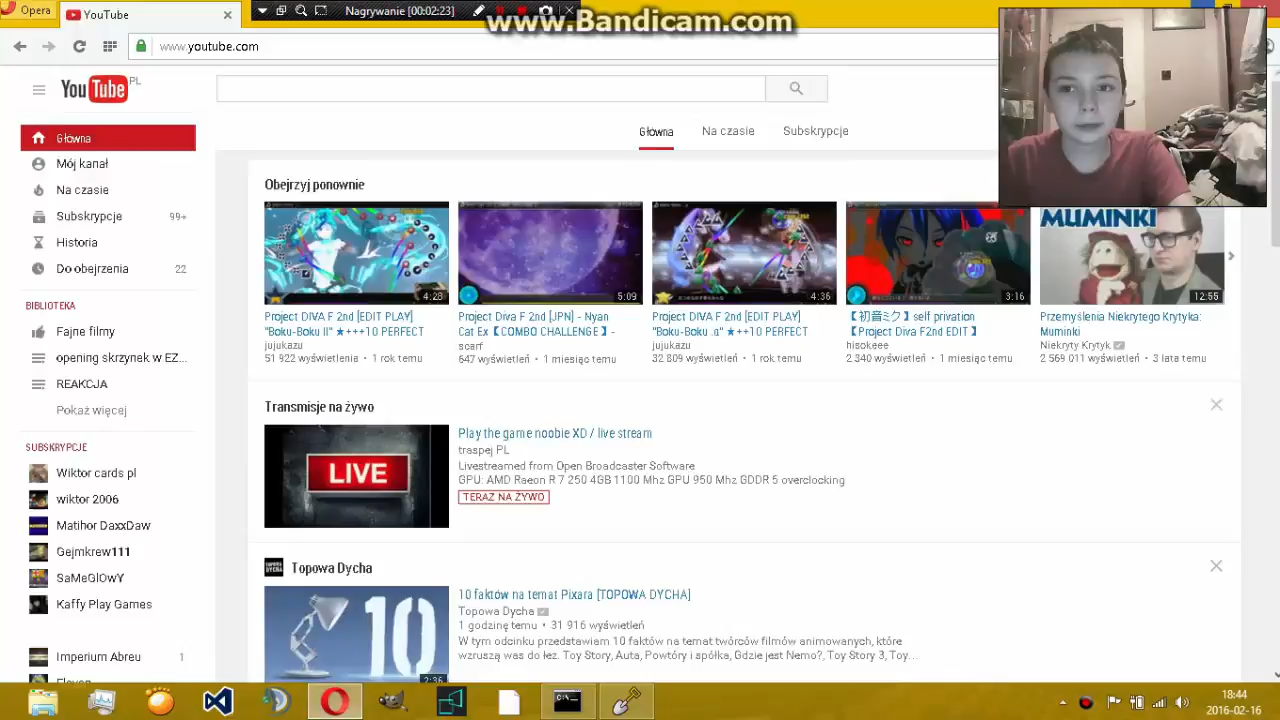 Opera
YouTube
Nagrywanie [00:02:23]
www.Bandicam.com
www.youtube.com
YouTube PL
Główna
Na czasie
Subskrypcje
Główna
Mój kanał
Na czasie
Subskrypcje 99+
Historia
Do obejrzenia 22
BIBLIOTEKA
Fajne filmy
opening skrzynek w EZ...
REAKCJA
Pokaż więcej
SUBSKRYPCJE
Wiktor cards pl
wiktor 2006
Matihor DaxxDaw
Gejmkrew111
SaMeGlOwY
Kaffy Play Games
Imperium Abreu 1
Obejrzyj ponownie
4:28
Project DIVA F 2nd [EDIT PLAY]
"Boku-Boku II" ★+++10 PERFECT
jujukazu
51 922 wyświetlenia • 1 rok temu
5:09
Project Diva F 2nd [JPN] - Nyan
Cat Ex【COMBO CHALLENGE】-
scarf
647 wyświetleń • 1 miesiąc temu
4:36
Project DIVA F 2nd [EDIT PLAY]
"Boku-Boku .α" ★+++10 PERFECT
jujukazu
32 809 wyświetleń • 1 rok temu
3:16
【初音ミク】self privation
【Project Diva F2nd EDIT】
hisokeee
2 340 wyświetleń • 1 miesiąc temu
MUMINKI
12:55
Przemyślenia Niekrytego Krytyka:
Muminki
Niekryty Krytyk
2 569 011 wyświetleń • 3 lata temu
Transmisje na żywo
LIVE
Play the game noobie XD / live stream
traspej PL
Livestreamed from Open Broadcaster Software
GPU: AMD Raeon R 7 250 4GB 1100 Mhz GPU 950 Mhz GDDR 5 overclocking
TERAZ NA ŻYWO
TOPOWA DYCHA
Topowa Dycha
10
2:36
10 faktów na temat Pixara [TOPOWA DYCHA]
Topowa Dycha
1 godzinę temu • 31 916 wyświetleń
W tym odcinku przedstawiam 10 faktów na temat twórców filmów animowanych, które
wzruszą was do łez. Toy Story, Auta, Powtóry i spółka, Gdzie jest Nemo?, Toy Story 3, Toy...
18:44
2016-02-16